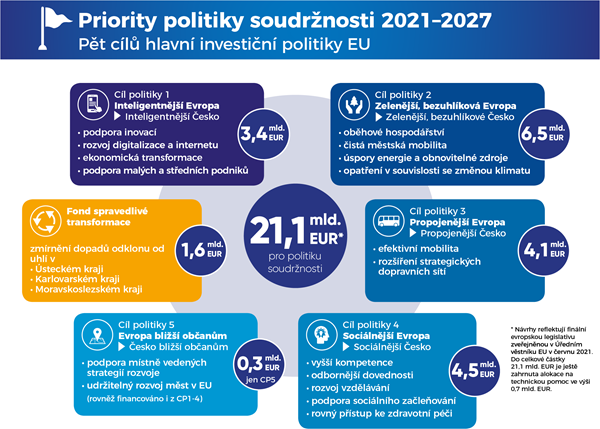 Priority politiky soudržnosti 2021–2027
Pět cílů hlavní investiční politiky EU
Cíl politiky 1
Inteligentnější Evropa
▶ Inteligentnější Česko
• podpora inovací
• rozvoj digitalizace a internetu
• ekonomická transformace
• podpora malých a středních podniků
3,4 mld. EUR
Cíl politiky 2
Zelenější, bezuhlíková Evropa
▶ Zelenější, bezuhlíkové Česko
• oběhové hospodářství
• čistá městská mobilita
• úspory energie a obnovitelné zdroje
• opatření v souvislosti se změnou klimatu
6,5 mld. EUR
Fond spravedlivé
transformace
zmírnění dopadů odklonu od
uhlí v
• Ústeckém kraji
• Karlovarském kraji
• Moravskoslezském kraji
1,6 mld. EUR
21,1 mld. EUR*
pro politiku
soudržnosti
Cíl politiky 3
Propojenější Evropa
▶ Propojenější Česko
• efektivní mobilita
• rozšíření strategických
dopravních sítí
4,1 mld. EUR
Cíl politiky 5
Evropa bližší občanům
▶ Česko bližší občanům
• podpora místně vedených
strategií rozvoje
• udržitelný rozvoj měst v EU
(rovněž financováno i z CP1-4)
0,3 mld. EUR
jen CP5
Cíl politiky 4
Sociálnější Evropa
▶ Sociálnější Česko
• vyšší kompetence
• odbornější dovednosti
• rozvoj vzdělávání
• podpora sociálního začleňování
• rovný přístup ke zdravotní péči
4,5 mld. EUR
* Návrhy reflektují finální
evropskou legislativu
zveřejněnou v Úředním
věstníku EU v červnu 2021.
Do celkové částky
21,1 mld. EUR je ještě
zahrnuta alokace na
technickou pomoc ve výši
0,7 mld. EUR.